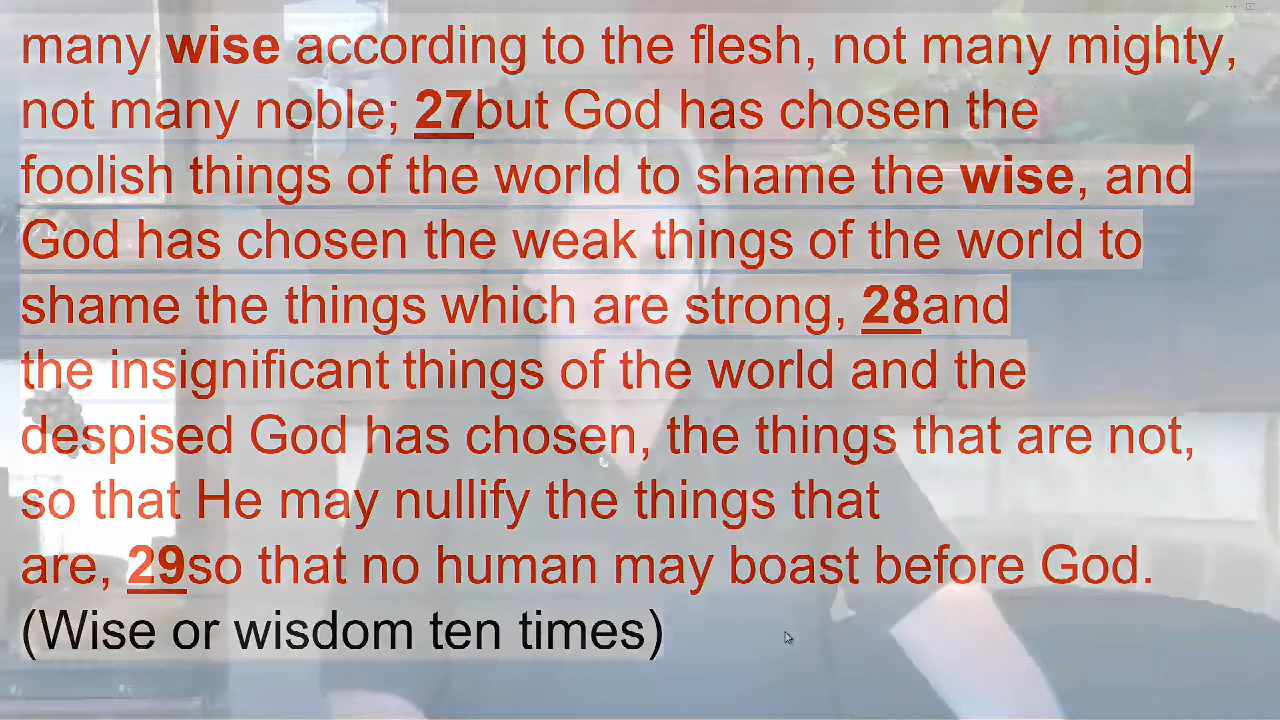 many wise according to the flesh, not many mighty,
not many noble; 27but God has chosen the
foolish things of the world to shame the wise, and
God has chosen the weak things of the world to
shame the things which are strong, 28and
the insignificant things of the world and the
despised God has chosen, the things that are not,
so that He may nullify the things that
are, 29so that no human may boast before God.
(Wise or wisdom ten times)